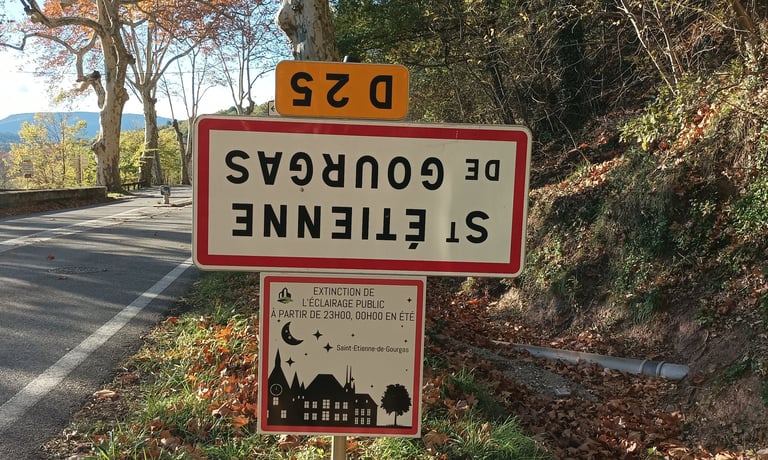 D 25
ST ÉTIENNE
DE GOURGAS
EXTINCTION DE
L'ÉCLAIRAGE PUBLIC
À PARTIR DE 23H00, 00H00 EN ÉTÉ
Saint-Etienne-de-Gourgas